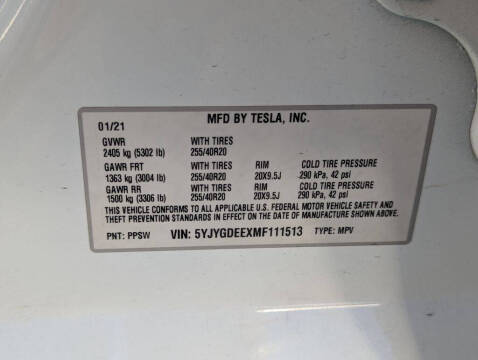 MFD BY TESLA, INC.
01/21
GVWR WITH TIRES
2405 kg (5302 lb) 255/40R20
GAWR FRT WITH TIRES RIM COLD TIRE PRESSURE
1363 kg (3004 lb) 255/40R20 20X9.5J 290 kPa, 42 psi
GAWR RR WITH TIRES RIM COLD TIRE PRESSURE
1500 kg (3306 lb) 255/40R20 20X9.5J 290 kPa, 42 psi
THIS VEHICLE CONFORMS TO ALL APPLICABLE U.S. FEDERAL MOTOR VEHICLE SAFETY AND
THEFT PREVENTION STANDARDS IN EFFECT ON THE DATE OF MANUFACTURE SHOWN ABOVE.
PNT: PPSW VIN: 5YJYGDEEXMF111513 TYPE: MPV